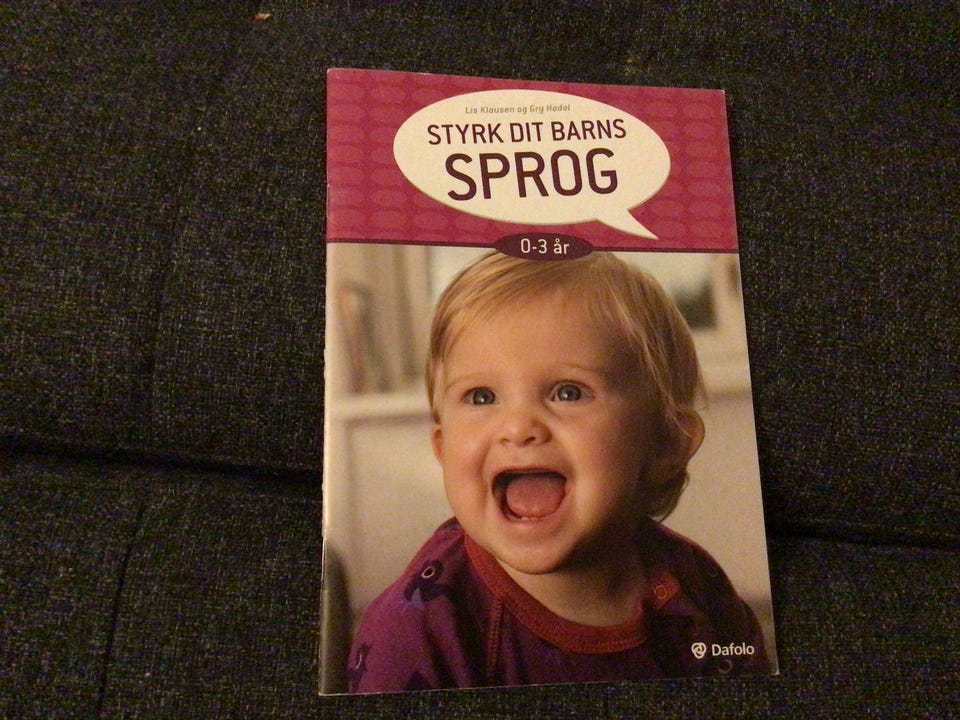 Lis Klausen og Gry Hadal
STYRK DIT BARNS
SPROG
0-3 år
Dafolo